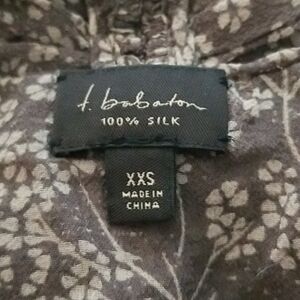 t. babaton
100% SILK
XXS
MADE IN
CHINA